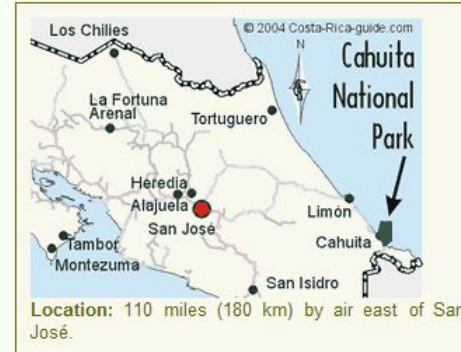 © 2004 Costa-Rica-guide.com
Los Chilies
N
Cahuita
National
Park
La Fortuna
Arenal
Tortuguero
Heredia
Alajuela
San José
Limón
Cahuita
Tambor
Montezuma
San Isidro
Location: 110 miles (180 km) by air east of San
José.